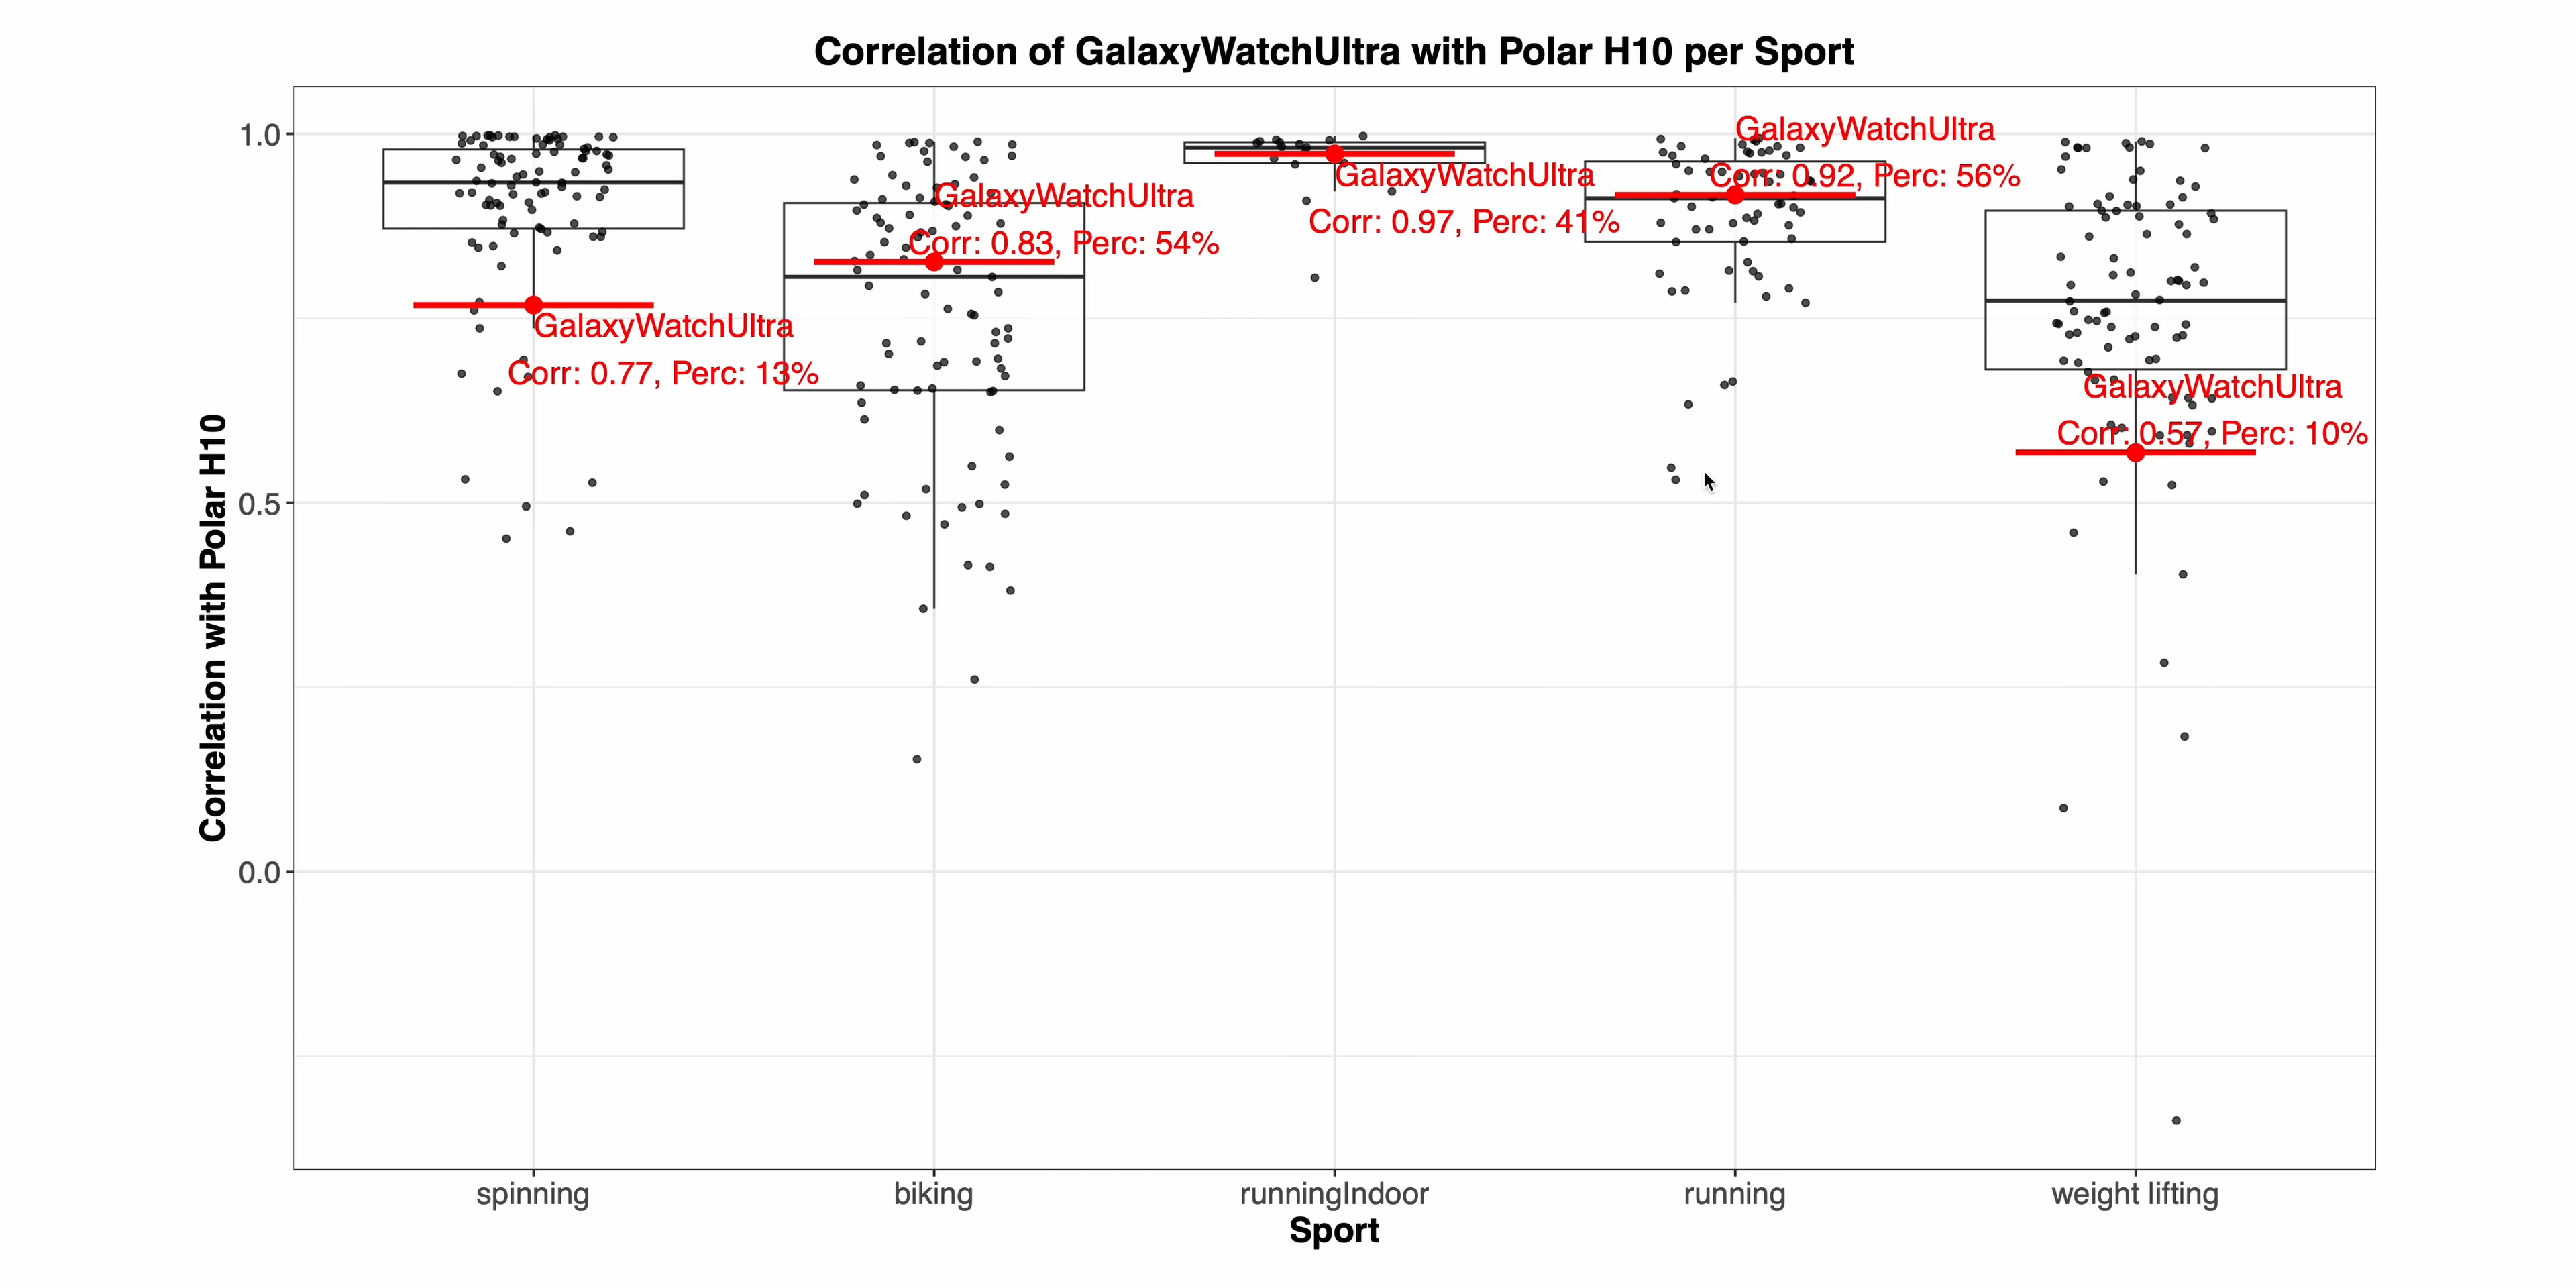 Correlation of GalaxyWatchUltra with Polar H10 per Sport
Correlation with Polar H10
1.0
0.5
0.0
GalaxyWatchUltra
Corr: 0.77, Perc: 13%
GalaxyWatchUltra
Corr: 0.83, Perc: 54%
GalaxyWatchUltra
Corr: 0.97, Perc: 41%
GalaxyWatchUltra
Corr: 0.92, Perc: 56%
GalaxyWatchUltra
Corr: 0.57, Perc: 10%
spinning
biking
runningIndoor
running
weight lifting
Sport